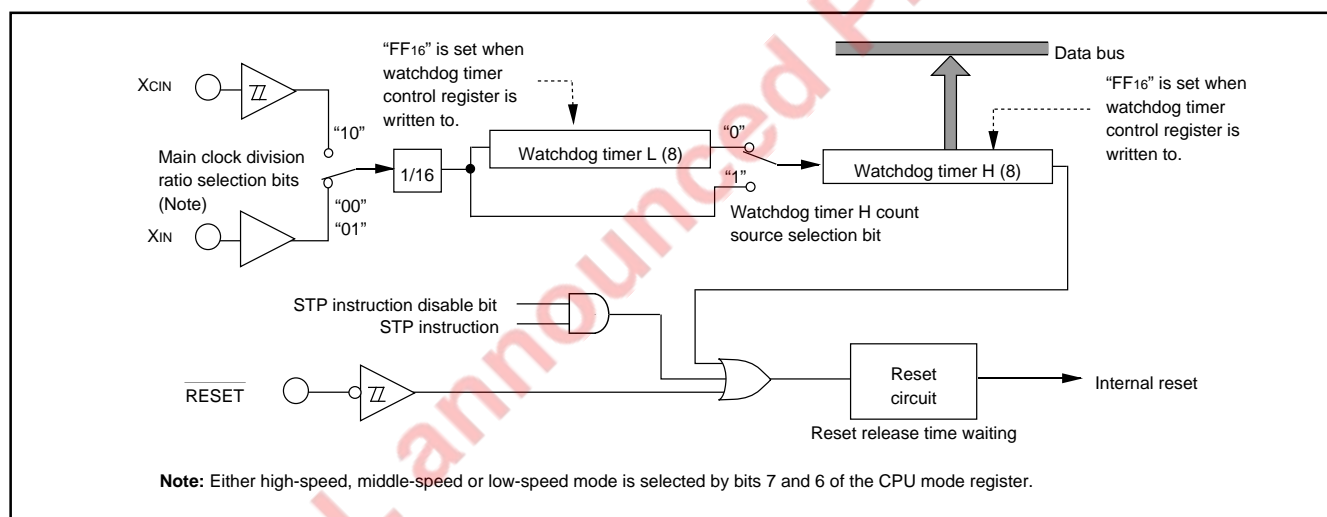 “FF16” is set when
watchdog timer
control register is
written to.
Data bus
“FF16” is set when
watchdog timer
control register is
written to.
XCIN
“10”
Main clock division
ratio selection bits
(Note)
“00”
“01”
XIN
1/16
Watchdog timer L (8)
“0”
“1”
Watchdog timer H count
source selection bit
Watchdog timer H (8)
STP instruction disable bit
STP instruction
RESET
Reset
circuit
Reset release time waiting
Internal reset
Note: Either high-speed, middle-speed or low-speed mode is selected by bits 7 and 6 of the CPU mode register.
announced